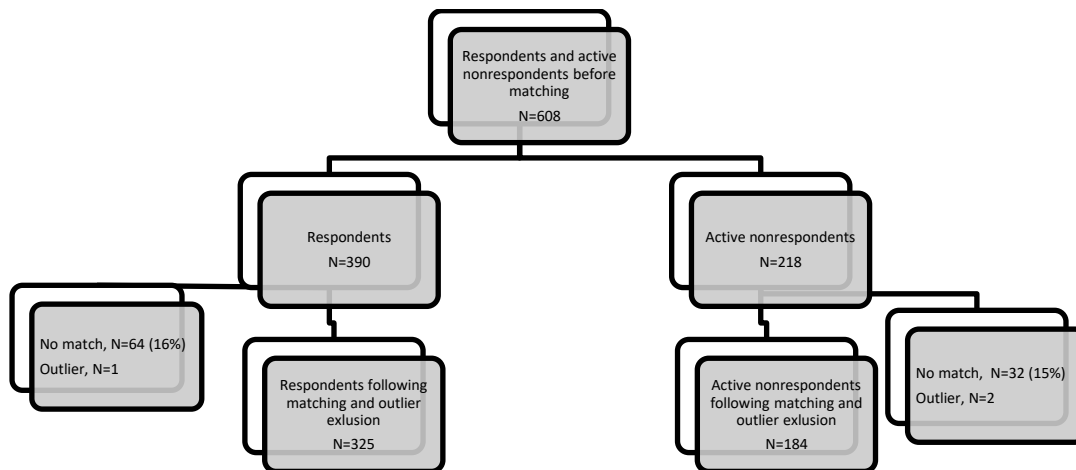 Respondents and active
nonrespondents before
matching
N=608
Respondents
N=390
Active nonrespondents
N=218
No match, N=64 (16%)
Outlier, N=1
Respondents following
matching and outlier
exlusion
N=325
Active nonrespondents
following matching and
outlier exlusion
N=184
No match,  N=32 (15%)
Outlier, N=2